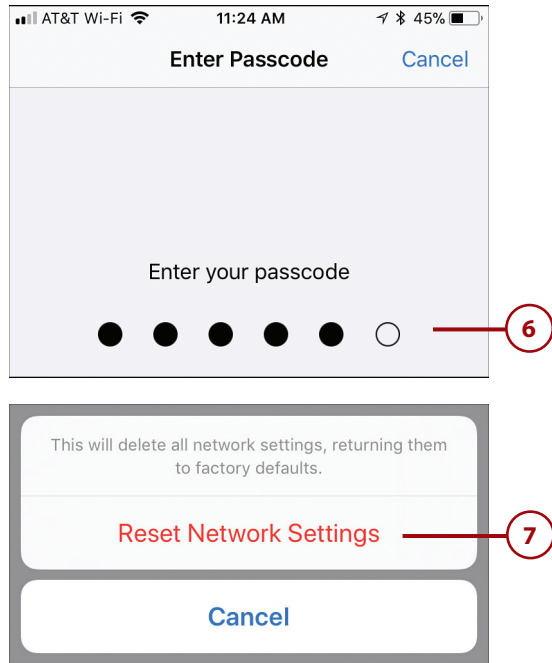 AT&T Wi-Fi 11:24 AM 45%
Enter Passcode Cancel
Enter your passcode
6
This will delete all network settings, returning them
to factory defaults.
Reset Network Settings
7
Cancel